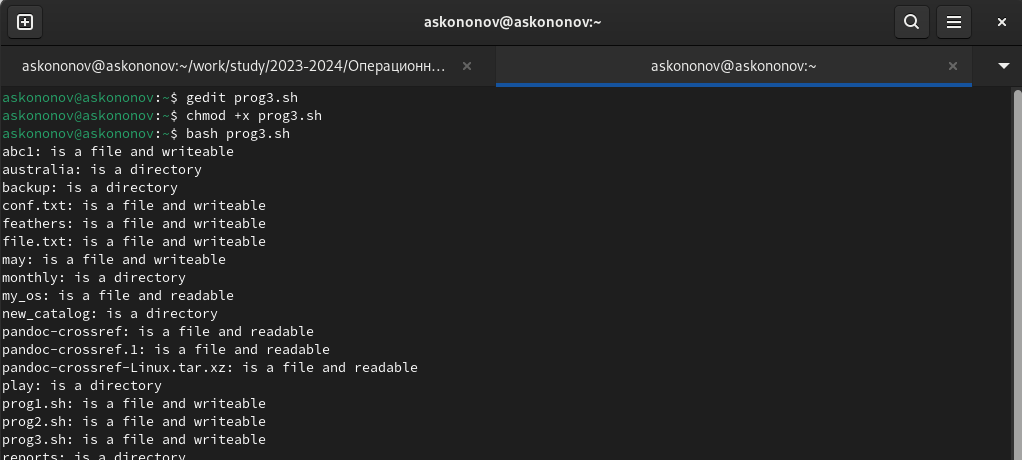 askononov@askononov:~
askononov@askononov:~/work/study/2023-2024/Операционн...
askononov@askononov:~
askononov@askononov:~$ gedit prog3.sh
askononov@askononov:~$ chmod +x prog3.sh
askononov@askononov:~$ bash prog3.sh
abc1: is a file and writeable
australia: is a directory
backup: is a directory
conf.txt: is a file and writeable
feathers: is a file and writeable
file.txt: is a file and writeable
may: is a file and writeable
monthly: is a directory
my_os: is a file and readable
new_catalog: is a directory
pandoc-crossref: is a file and readable
pandoc-crossref.1: is a file and readable
pandoc-crossref-Linux.tar.xz: is a file and readable
play: is a directory
prog1.sh: is a file and writeable
prog2.sh: is a file and writeable
prog3.sh: is a file and writeable
reports: is a directory